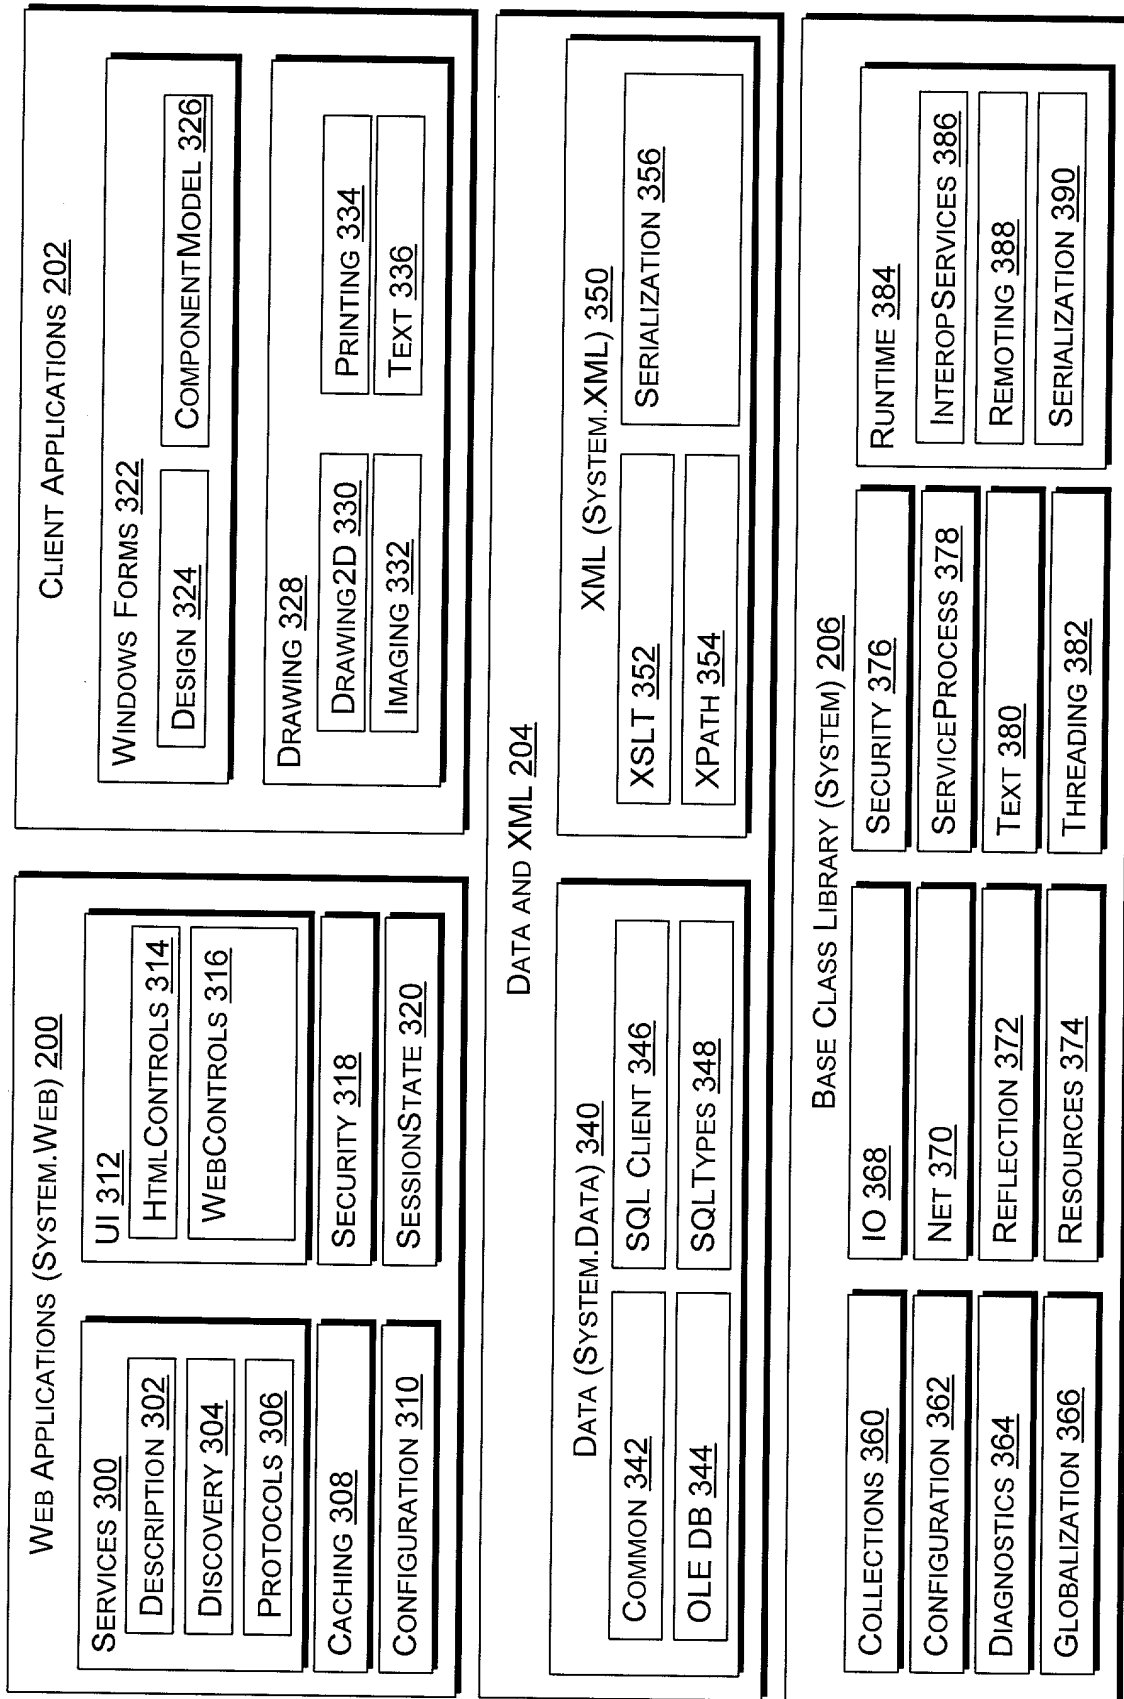 WEB APPLICATIONS (SYSTEM.WEB) 200
SERVICES 300
DESCRIPTION 302
DISCOVERY 304
PROTOCOLS 306
CACHING 308
CONFIGURATION 310
UI 312
HTMLCONTROLS 314
WEBCONTROLS 316
SECURITY 318
SESSIONSTATE 320
CLIENT APPLICATIONS 202
WINDOWS FORMS 322
DESIGN 324
COMPONENTMODEL 326
DRAWING 328
DRAWING2D 330
IMAGING 332
PRINTING 334
TEXT 336
DATA AND XML 204
DATA (SYSTEM.DATA) 340
COMMON 342
OLE DB 344
SQL CLIENT 346
SQLTYPES 348
XML (SYSTEM.XML) 350
XSLT 352
XPATH 354
SERIALIZATION 356
BASE CLASS LIBRARY (SYSTEM) 206
COLLECTIONS 360
CONFIGURATION 362
DIAGNOSTICS 364
GLOBALIZATION 366
IO 368
NET 370
REFLECTION 372
RESOURCES 374
SECURITY 376
SERVICEPROCESS 378
TEXT 380
THREADING 382
RUNTIME 384
INTEROPSERVICES 386
REMOTING 388
SERIALIZATION 390